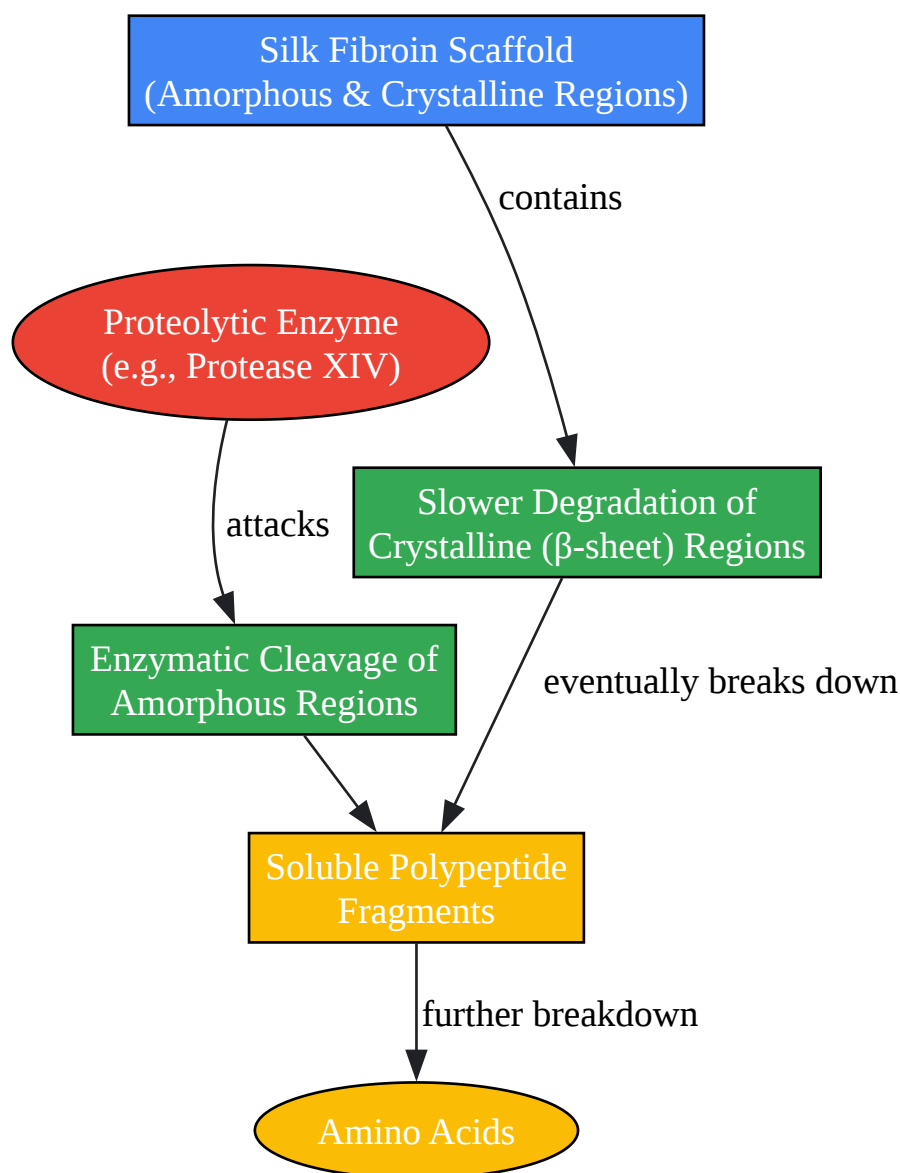 Silk Fibroin Scaffold
(Amorphous & Crystalline Regions)
contains
Proteolytic Enzyme
(e.g., Protease XIV)
attacks
Slower Degradation of
Crystalline (β-sheet) Regions
Enzymatic Cleavage of
Amorphous Regions
eventually breaks down
Soluble Polypeptide
Fragments
further breakdown
Amino Acids